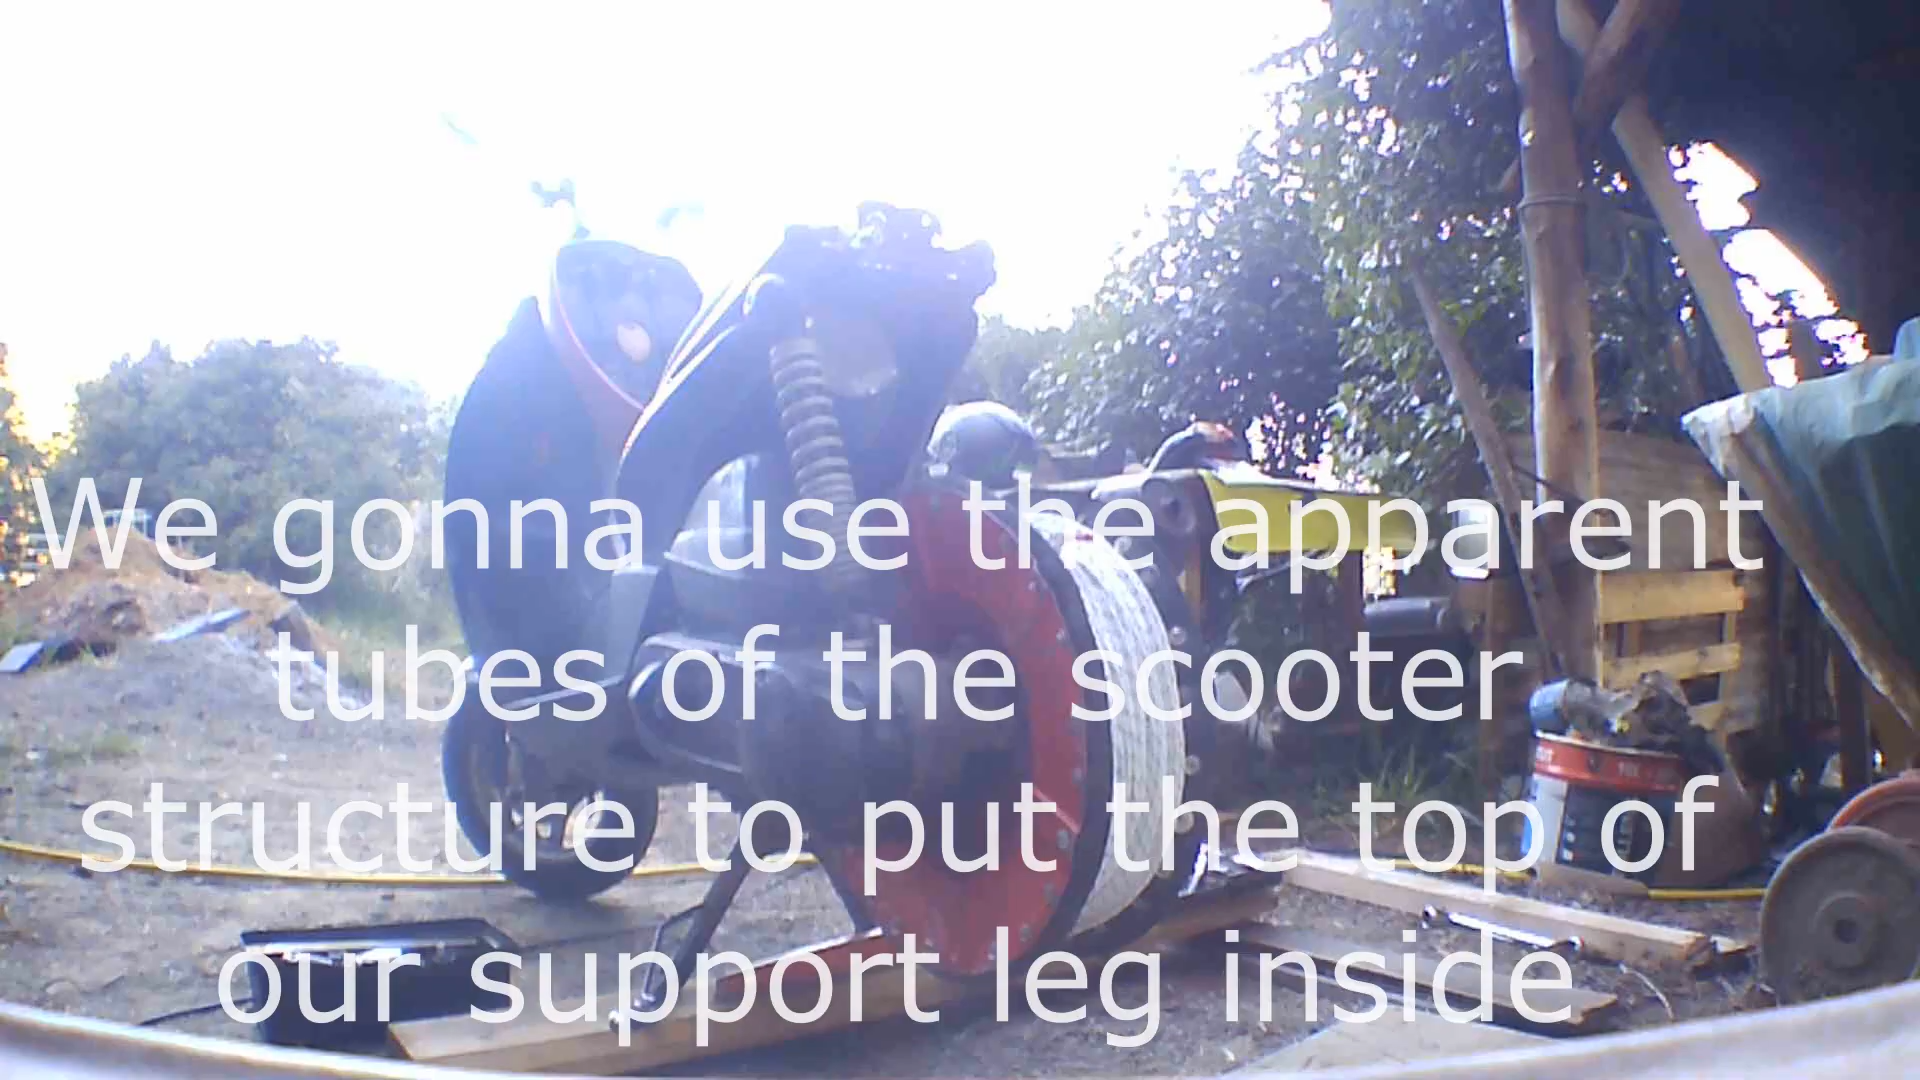 We gonna use the apparent
tubes of the scooter
structure to put the top of
our support leg inside